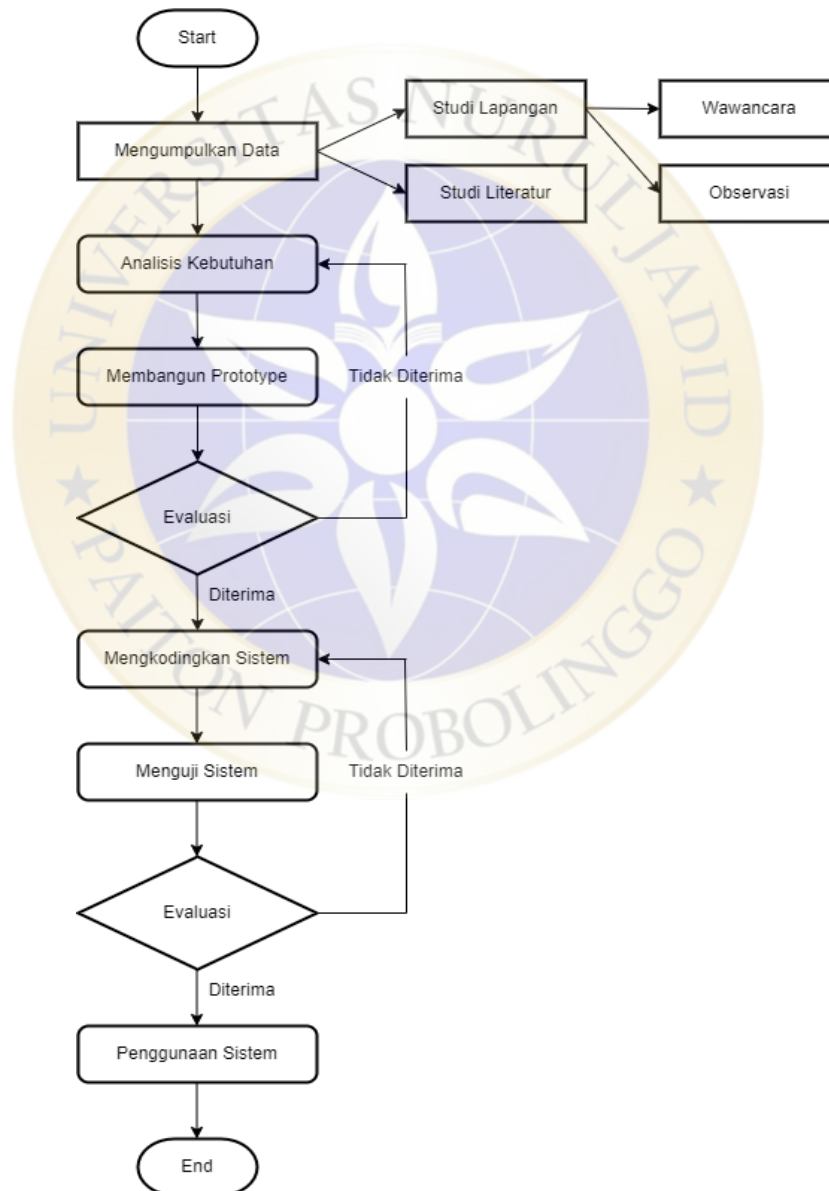 Start
Mengumpulkan Data
Studi Lapangan
Wawancara
Studi Literatur
Observasi
Analisis Kebutuhan
Membangun Prototype
Tidak Diterima
Evaluasi
Diterima
Mengkodingkan Sistem
Menguji Sistem
Tidak Diterima
Evaluasi
Diterima
Penggunaan Sistem
End
UNIVERSITAS NURUL JADID
PAITON PROBOLINGGO